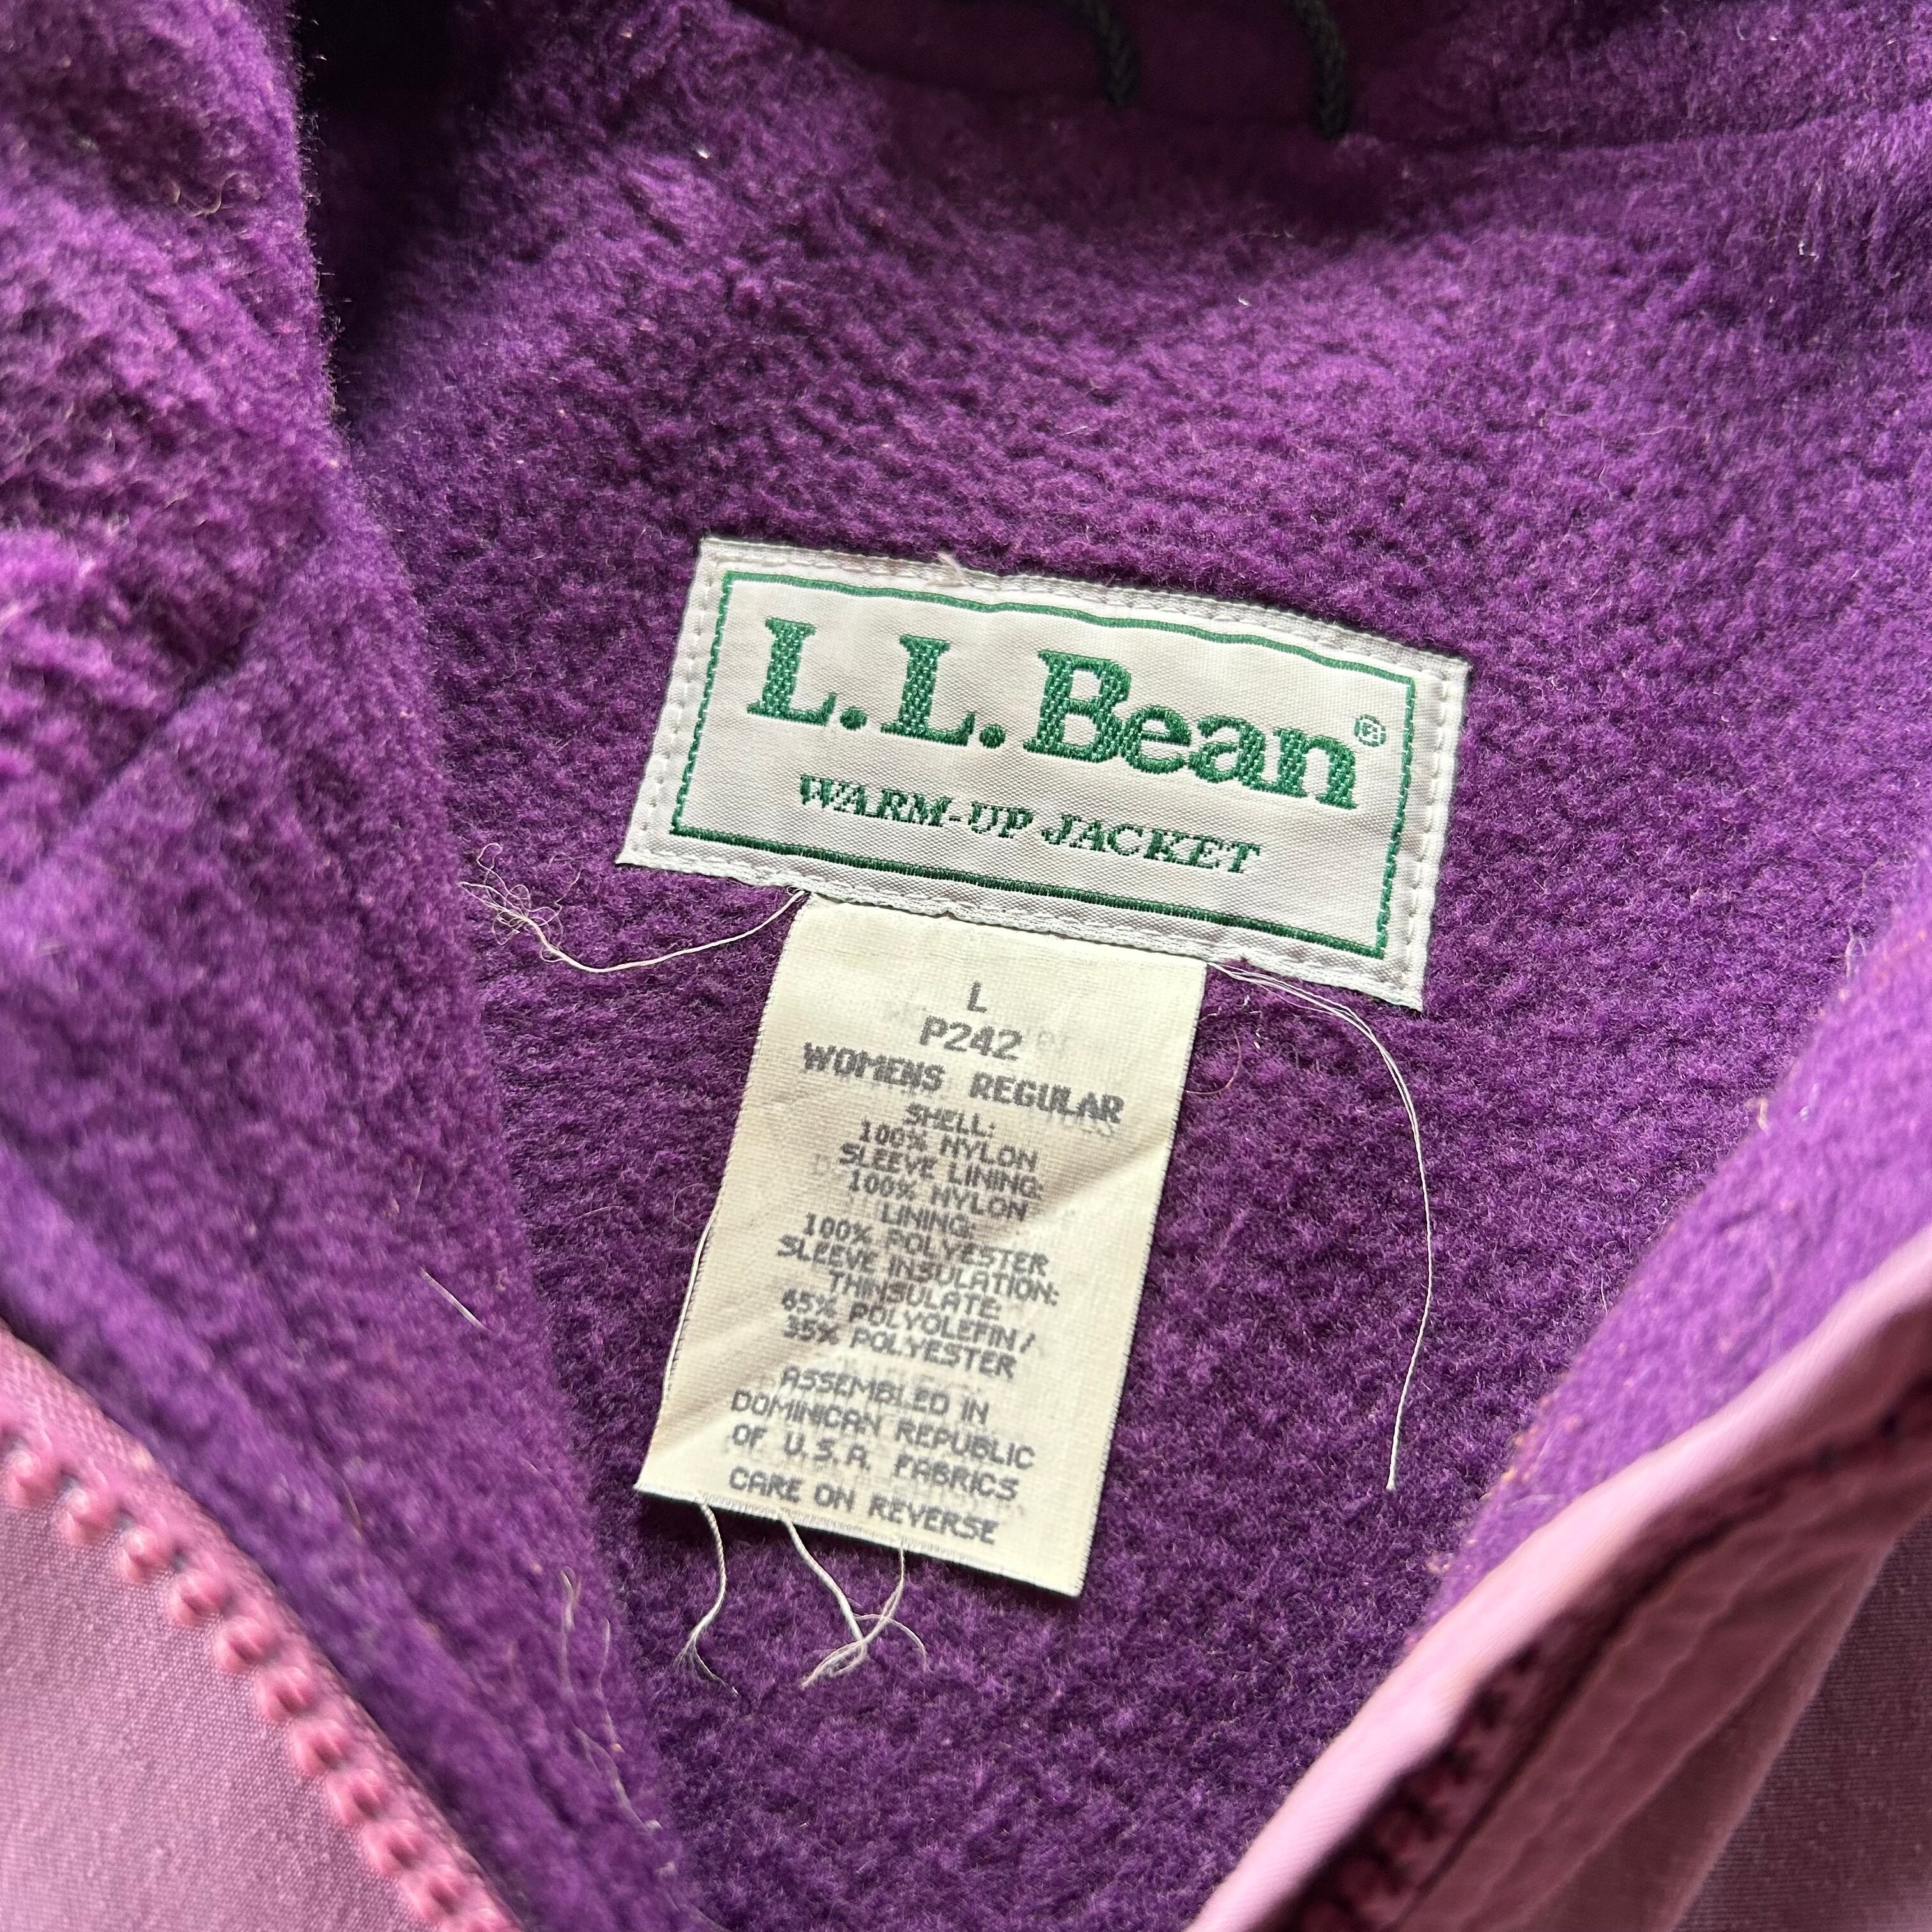 L.L.Bean®
WARM-UP JACKET
L
P242
WOMENS REGULAR
SHELL:
100% NYLON
SLEEVE LINING:
100% NYLON
LINING:
100% POLYESTER
SLEEVE INSULATION:
THINSULATE:
65% POLYOLEFIN/
35% POLYESTER
ASSEMBLED IN
DOMINICAN REPUBLIC
OF U.S.A. FABRICS
CARE ON REVERSE